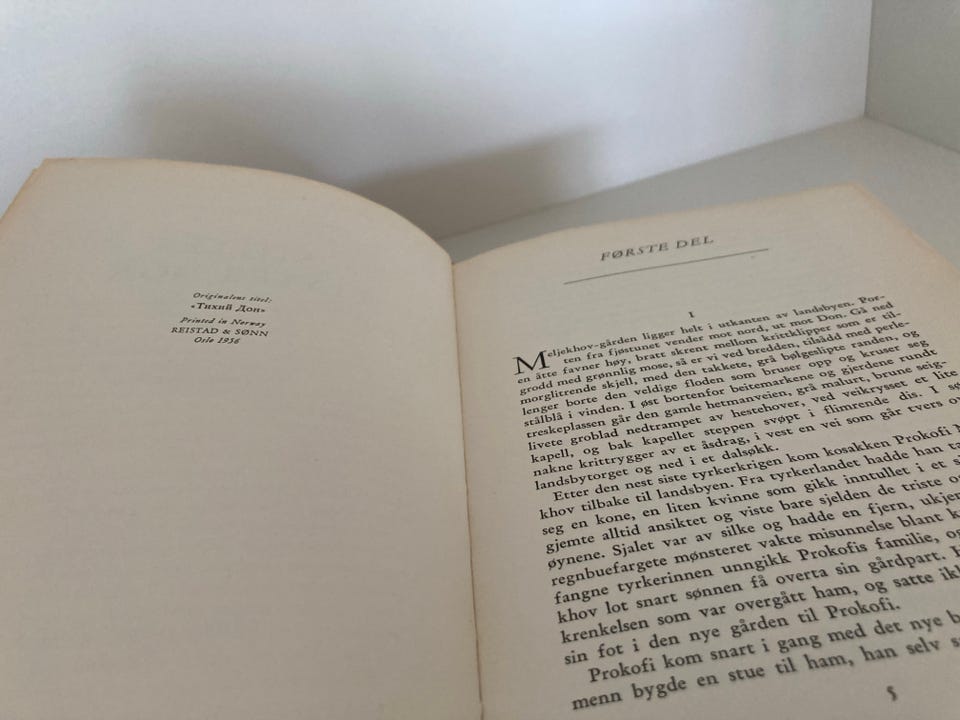 Originalens titel:
«Тихий Дон»
Printed in Norway
REISTAD & SØNN
Oslo 1956
FØRSTE DEL
I
Meljekhov-gården ligger helt i utkanten av landsbyen. Por-
ten fra fjøstunet vender mot nord, ut mot Don. Gå ned
en åtte favner høy, bratt skrent mellom krittklipper som er til-
grodd med grønnlig mose, så er vi ved bredden, tilsådd med perle-
morglitrende skjell, med den takkete, grå bølgeslipte randen, og
lenger borte den veldige floden som bruser opp og kruser seg
stålblå i vinden. I øst bortenfor beitemarkene og gjerdene rundt
treskeplassen går den gamle hetmanveien, grå malurt, brune seig-
livete groblad nedtrampet av hestehover, ved veikrysset et lite
kapell, og bak kapellet steppen svøpt i flimrende dis. I sø
nakne krittrygger av et åsdrag, i vest en vei som går tvers ov
landsbytorget og ned i et dalsøkk.
Etter den nest siste tyrkerkrigen kom kosakken Prokofi M
khov tilbake til landsbyen. Fra tyrkerlandet hadde han ta
seg en kone, en liten kvinne som gikk inntullet i et s
gjemte alltid ansiktet og viste bare sjelden de triste o
øynene. Sjalet var av silke og hadde en fjern, ukjen
regnbuefargete mønsteret vakte misunnelse blant k
fangne tyrkerinnen unngikk Prokofis familie, og
khov lot snart sønnen få overta sin gårdpart. H
krenkelsen som var overgått ham, og satte ikk
sin fot i den nye gården til Prokofi.
Prokofi kom snart i gang med det nye b
menn bygde en stue til ham, han selv s
5